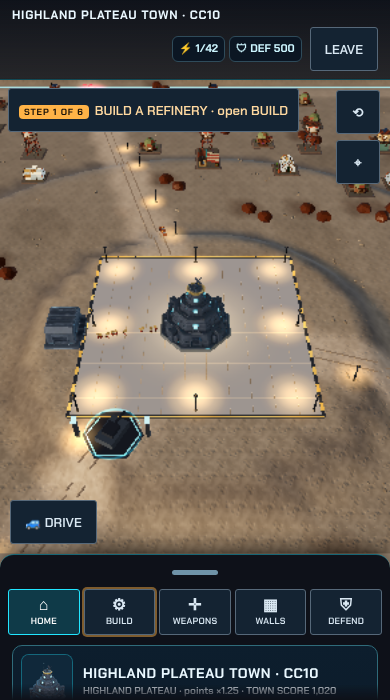 HIGHLAND PLATEAU TOWN · CC10
⚡ 1/42
🛡 DEF 500
LEAVE
STEP 1 OF 6 BUILD A REFINERY · open BUILD
🚙 DRIVE
HOME
BUILD
WEAPONS
WALLS
DEFEND
HIGHLAND PLATEAU TOWN · CC10
HIGHLAND PLATEAU · points ×1.25 · TOWN SCORE 1,020